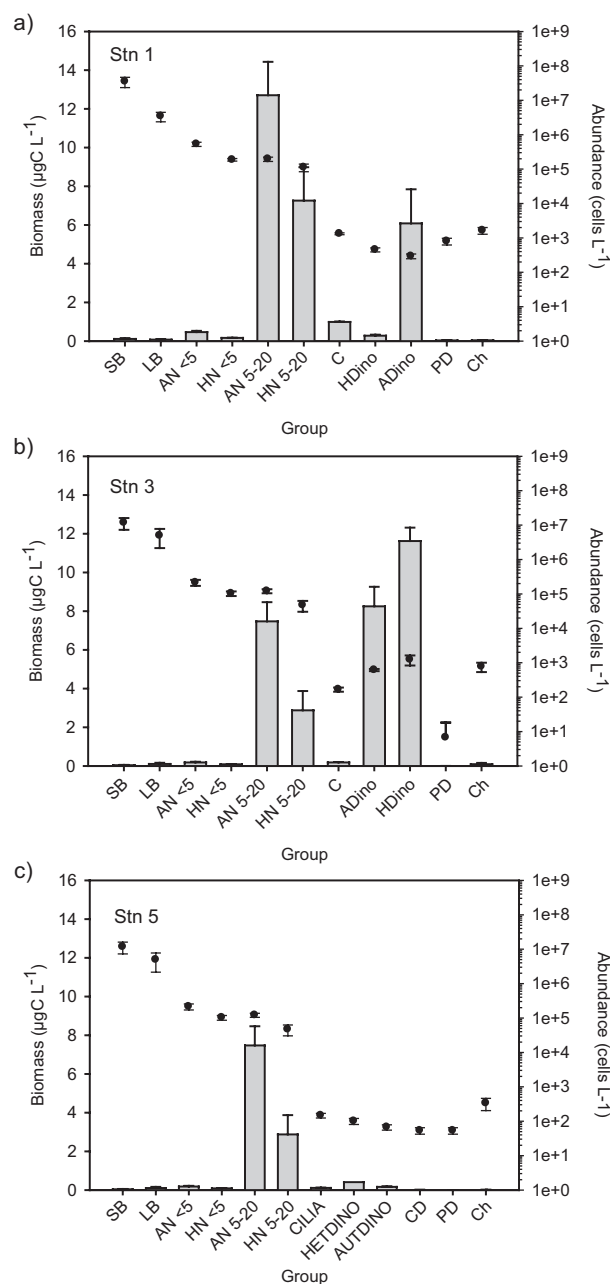 a)
Stn 1
Biomass (µgC L⁻¹)
16
14
12
10
8
6
4
2
0
Abundance (cells L⁻¹)
1e+9
1e+8
1e+7
1e+6
1e+5
1e+4
1e+3
1e+2
1e+1
1e+0
SB LB AN <5 HN <5 AN 5-20 HN 5-20 C HDino ADino PD Ch
Group
b)
Stn 3
Biomass (µgC L⁻¹)
16
14
12
10
8
6
4
2
0
Abundance (cells L⁻¹)
1e+9
1e+8
1e+7
1e+6
1e+5
1e+4
1e+3
1e+2
1e+1
1e+0
SB LB AN <5 HN <5 AN 5-20 HN 5-20 C ADino HDino PD Ch
Group
c)
Stn 5
Biomass (µgC L⁻¹)
16
14
12
10
8
6
4
2
0
Abundance (cells L-1)
1e+9
1e+8
1e+7
1e+6
1e+5
1e+4
1e+3
1e+2
1e+1
1e+0
SB LB AN <5 HN <5 AN 5-20 HN 5-20 CILIA HETDINO AUTDINO CD PD Ch
Group